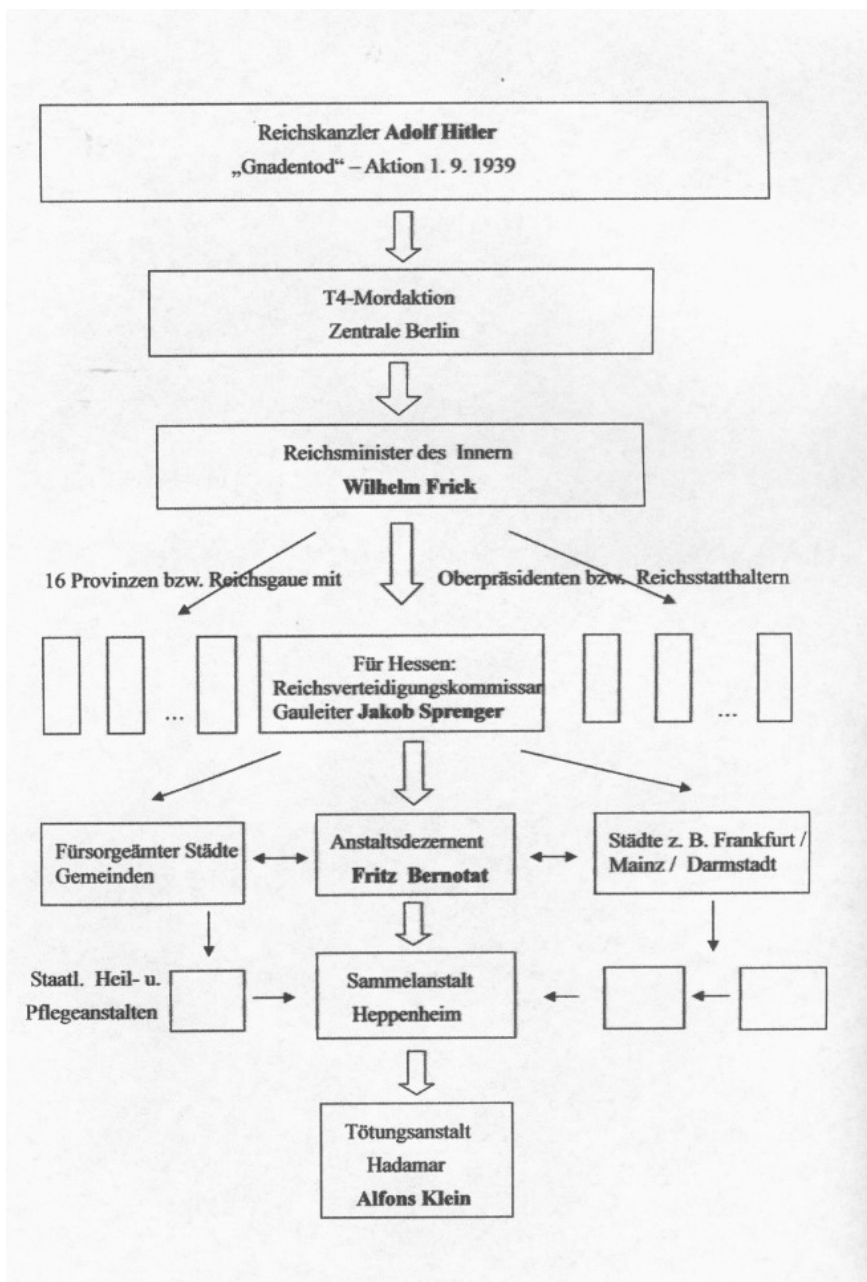 Reichskanzler Adolf Hitler
„Gnadentod“ – Aktion 1. 9. 1939
T4-Mordaktion
Zentrale Berlin
Reichsminister des Innern
Wilhelm Frick
16 Provinzen bzw. Reichsgaue mit
Oberpräsidenten bzw. Reichsstatthaltern
...
Für Hessen:
Reichsverteidigungskommissar
Gauleiter Jakob Sprenger
...
Fürsorgeämter Städte
Gemeinden
Anstaltsdezernent
Fritz Bernotat
Städte z. B. Frankfurt /
Mainz / Darmstadt
Staatl. Heil- u.
Pflegeanstalten
Sammelanstalt
Heppenheim
Tötungsanstalt
Hadamar
Alfons Klein